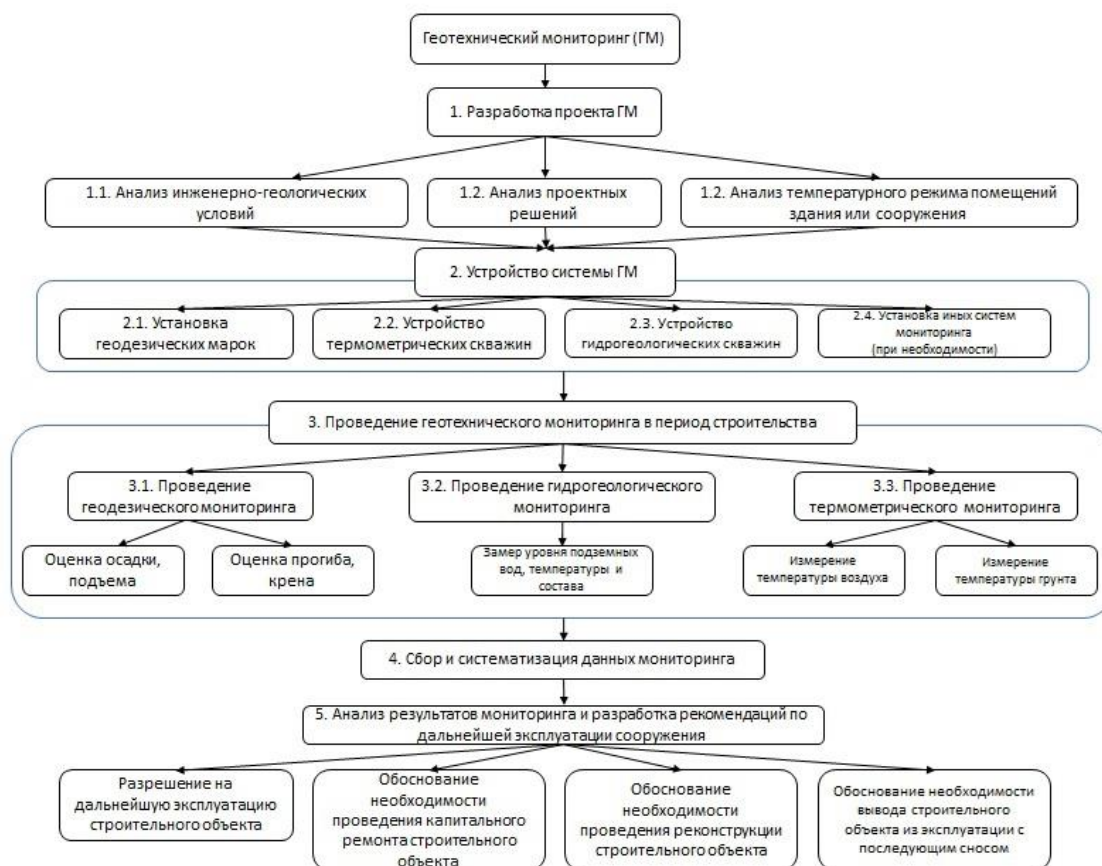 Геотехнический мониторинг (ГМ)
1. Разработка проекта ГМ
1.1. Анализ инженерно-геологических
условий
1.2. Анализ проектных
решений
1.2. Анализ температурного режима помещений
здания или сооружения
2. Устройство системы ГМ
2.1. Установка
геодезических марок
2.2. Устройство
термометрических скважин
2.3. Устройство
гидрогеологических скважин
2.4. Установка иных систем
мониторинга
(при необходимости)
3. Проведение геотехнического мониторинга в период строительства
3.1. Проведение
геодезического мониторинга
3.2. Проведение гидрогеологического
мониторинга
3.3. Проведение
термометрического мониторинга
Оценка осадки,
подъема
Оценка прогиба,
крена
Замер уровня подземных
вод, температуры и
состава
Измерение
температуры воздуха
Измерение
температуры грунта
4. Сбор и систематизация данных мониторинга
5. Анализ результатов мониторинга и разработка рекомендаций по
дальнейшей эксплуатации сооружения
Разрешение на
дальнейшую эксплуатацию
строительного объекта
Обоснование
необходимости
проведения капитального
ремонта строительного
объекта
Обоснование
необходимости
проведения реконструкции
строительного объекта
Обоснование необходимости
вывода строительного
объекта из эксплуатации с
последующим сносом